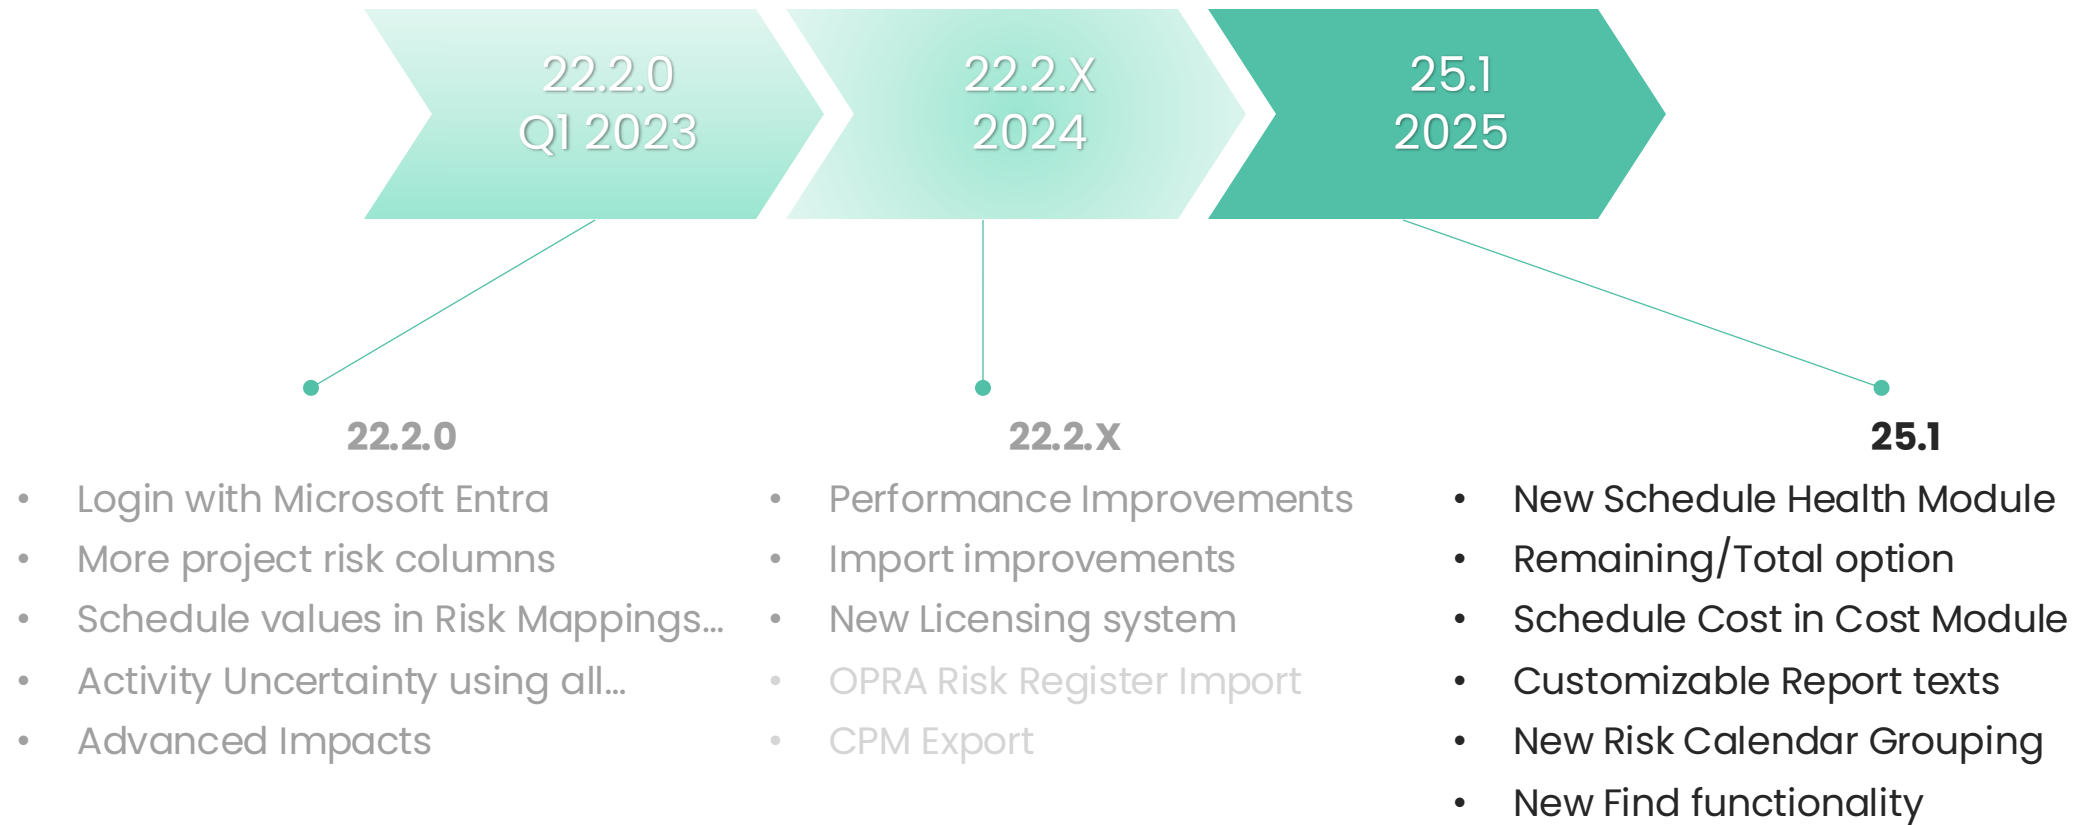 22.2.0
Q1 2023
22.2.X
2024
25.1
2025
22.2.0
• Login with Microsoft Entra
• More project risk columns
• Schedule values in Risk Mappings...
• Activity Uncertainty using all...
• Advanced Impacts
22.2.X
• Performance Improvements
• Import improvements
• New Licensing system
• OPRA Risk Register Import
• CPM Export
25.1
• New Schedule Health Module
• Remaining/Total option
• Schedule Cost in Cost Module
• Customizable Report texts
• New Risk Calendar Grouping
• New Find functionality